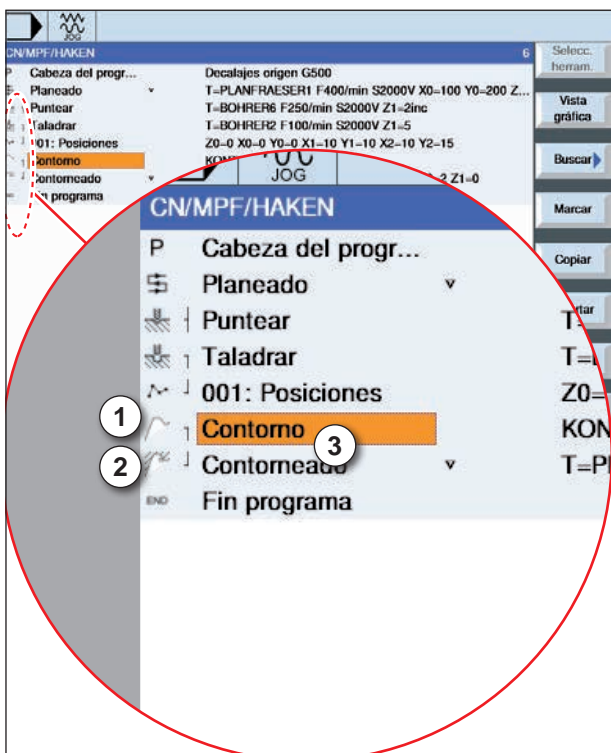 JOG
CN/MPF/HAKEN 6
P Cabeza del progr... Decalajes origen G500
Planeado T=PLANFRAESER1 F400/min S2000V X0=100 Y0=200 Z...
Puntear T=BOHRER6 F250/min S2000V Z1=2inc
Taladrar T=BOHRER2 F100/min S2000V Z1=5
001: Posiciones Z0=0 X0=0 Y0=0 X1=10 Y1=10 X2=10 Y2=15
Contorno
Contorneado Z1=0
Fin programa
Selecc. herram.
Vista gráfica
Buscar
Marcar
Copiar
JOG
CN/MPF/HAKEN
P Cabeza del progr...
Planeado v
Puntear T=
Taladrar T=
001: Posiciones Z0=
1 Contorno 3 KON
2 Contorneado v T=P
END Fin programa